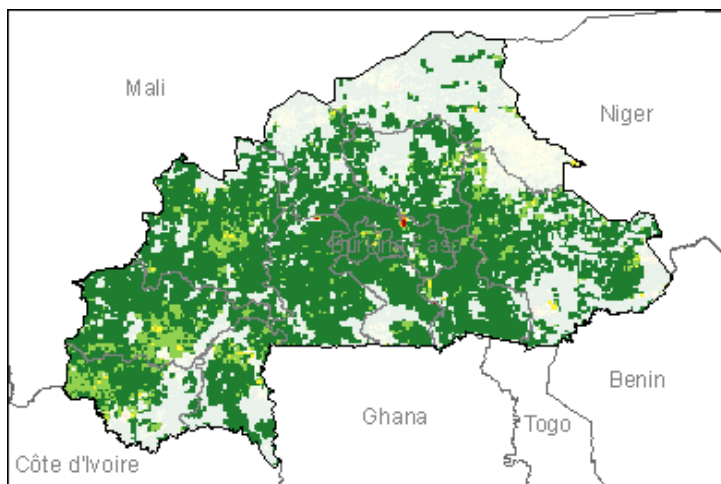 Mali
Niger
Burkina Faso
Benin
Ghana
Togo
Côte d'Ivoire